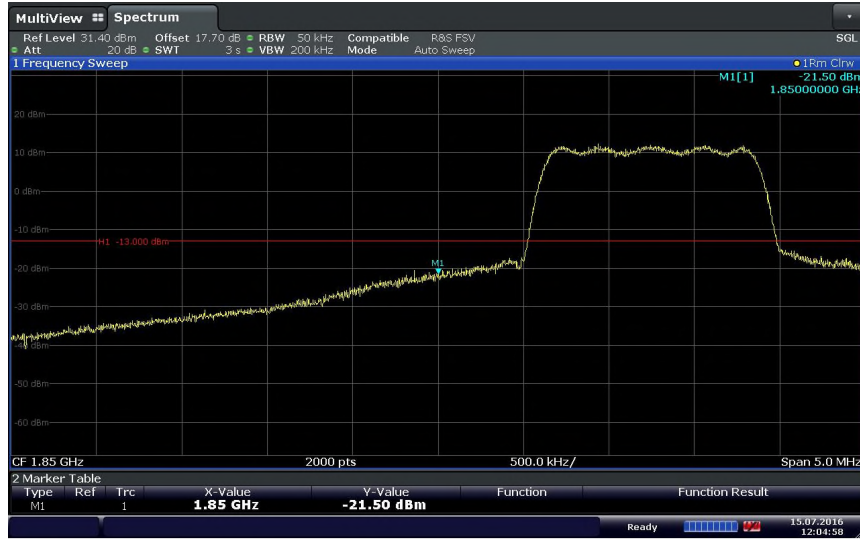 MultiView Spectrum
Ref Level 31.40 dBm Offset 17.70 dB RBW 50 kHz Compatible R&S FSV SGL
Att 20 dB SWT 3 s VBW 200 kHz Mode Auto Sweep
1 Frequency Sweep 1Rm Clrw
M1[1] -21.50 dBm
1.85000000 GHz
20 dBm
10 dBm
0 dBm
-10 dBm
H1 -13.000 dBm
M1
-20 dBm
-30 dBm
-40 dBm
-50 dBm
-60 dBm
CF 1.85 GHz 2000 pts 500.0 kHz/ Span 5.0 MHz
2 Marker Table
Type Ref Trc X-Value Y-Value Function Function Result
M1 1 1.85 GHz -21.50 dBm
Ready 15.07.2016
12:04:58